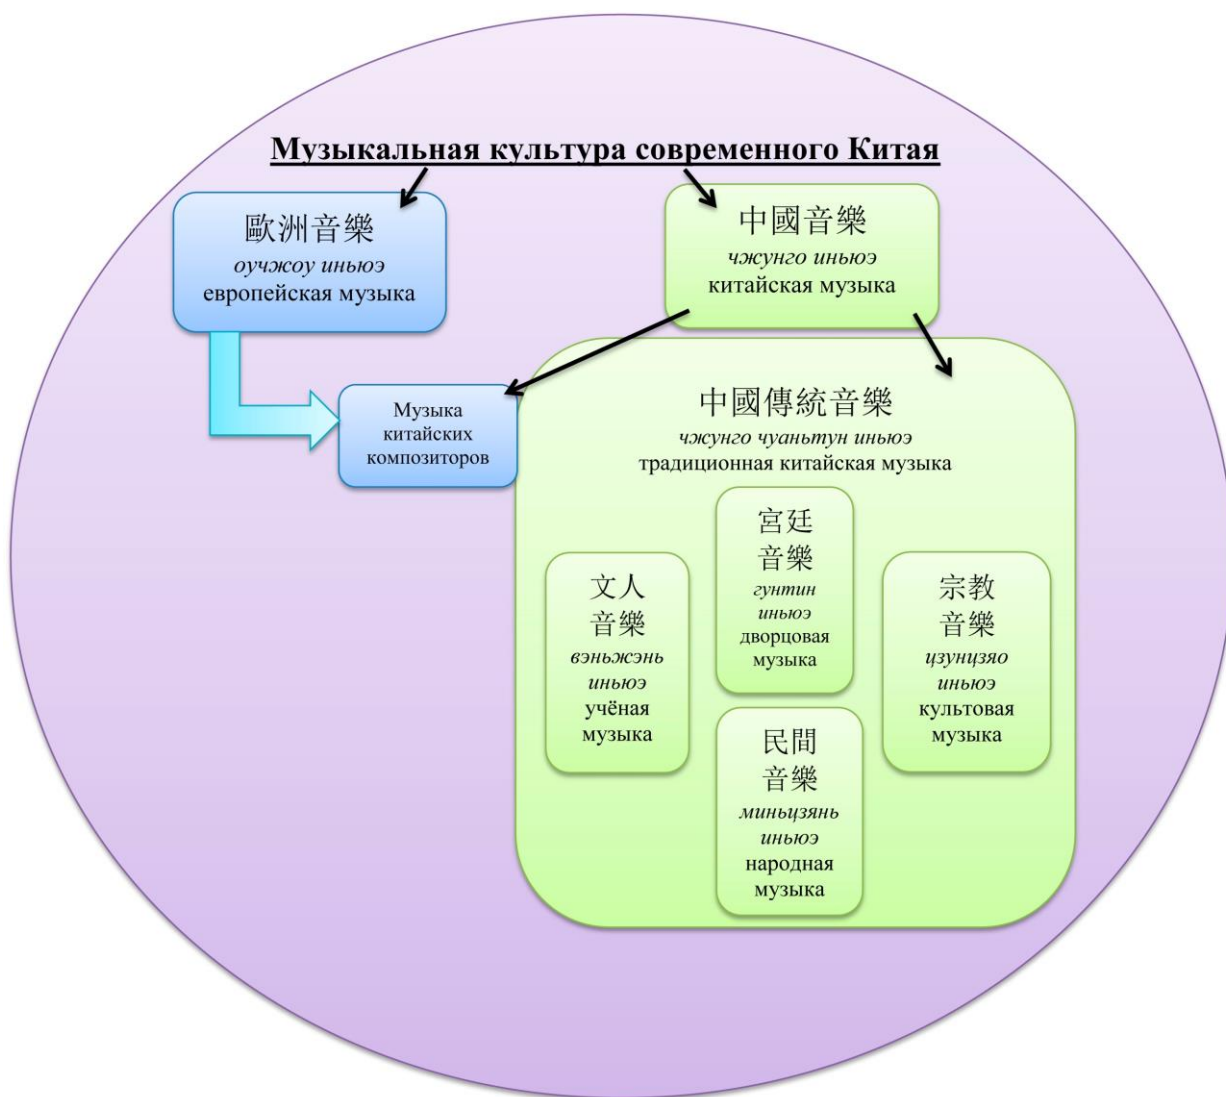 Музыкальная культура современного Китая
歐洲音樂
оучжоу иньюэ
европейская музыка
中國音樂
чжунго иньюэ
китайская музыка
Музыка
китайских
композиторов
中國傳統音樂
чжунго чуаньтун иньюэ
традиционная китайская музыка
文人
音樂
вэньжэнь
иньюэ
учёная
музыка
宮廷
音樂
гунтин
иньюэ
дворцовая
музыка
宗教
音樂
цзунцзяо
иньюэ
культовая
музыка
民間
音樂
миньцзянь
иньюэ
народная
музыка